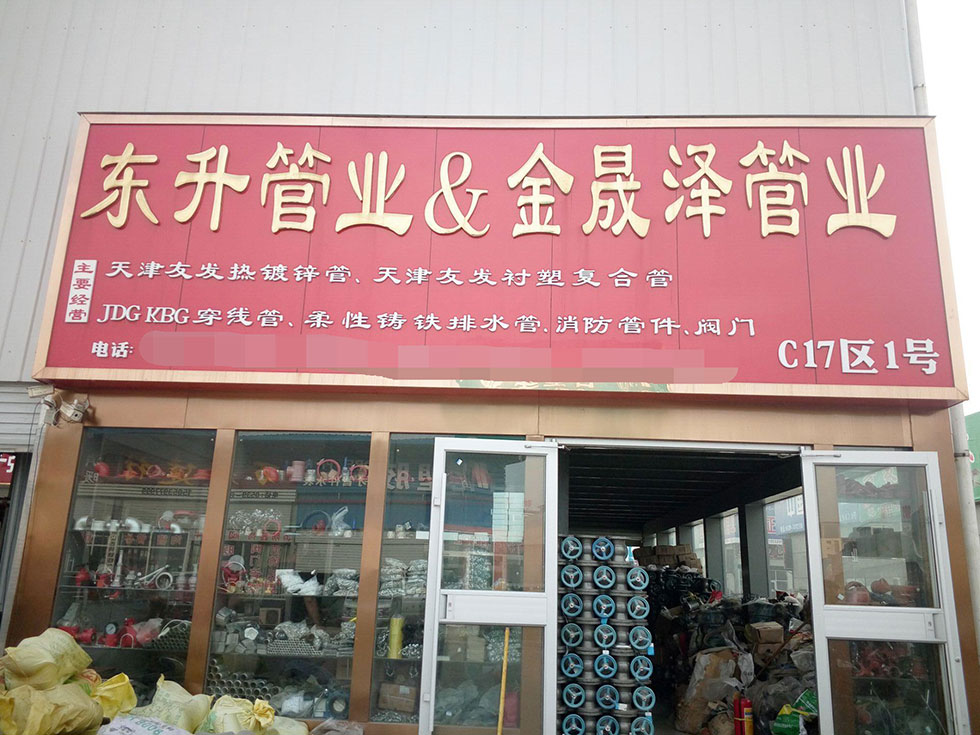 东升管业&金晟泽管业
主要经营
天津友发热镀锌管、天津友发衬塑复合管
JDG KBG穿线管、柔性铸铁排水管、消防管件、阀门
电话:
C17区1号